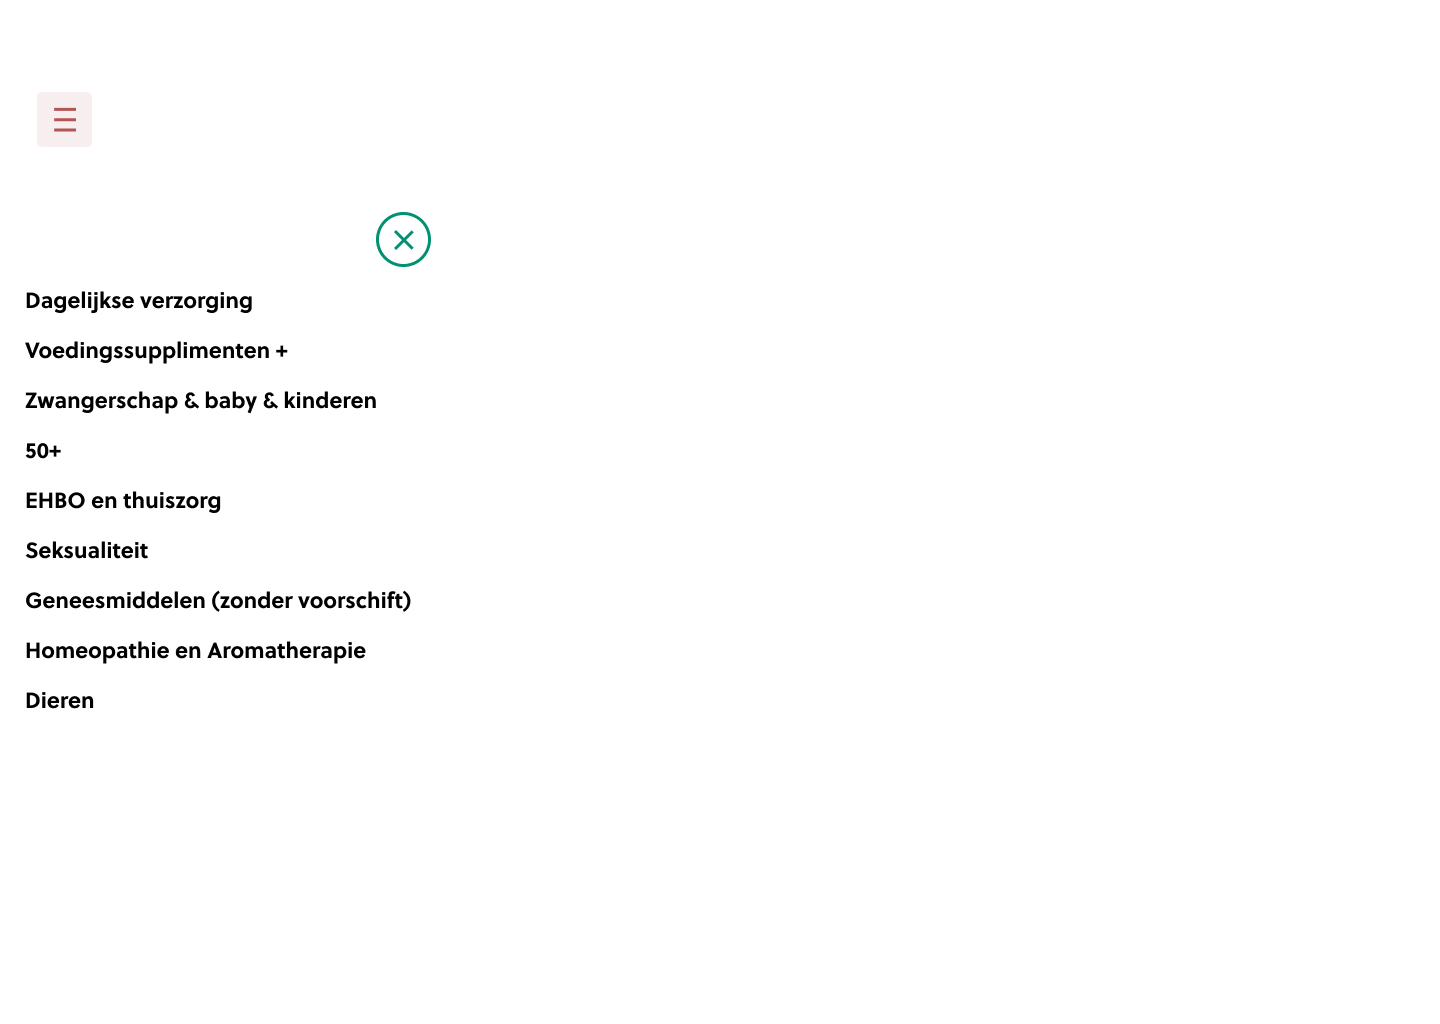 Dagelijkse verzorging
Voedingssupplimenten +
Zwangerschap & baby & kinderen
50+
EHBO en thuiszorg
Seksualiteit
Geneesmiddelen (zonder voorschift)
Homeopathie en Aromatherapie
Dieren